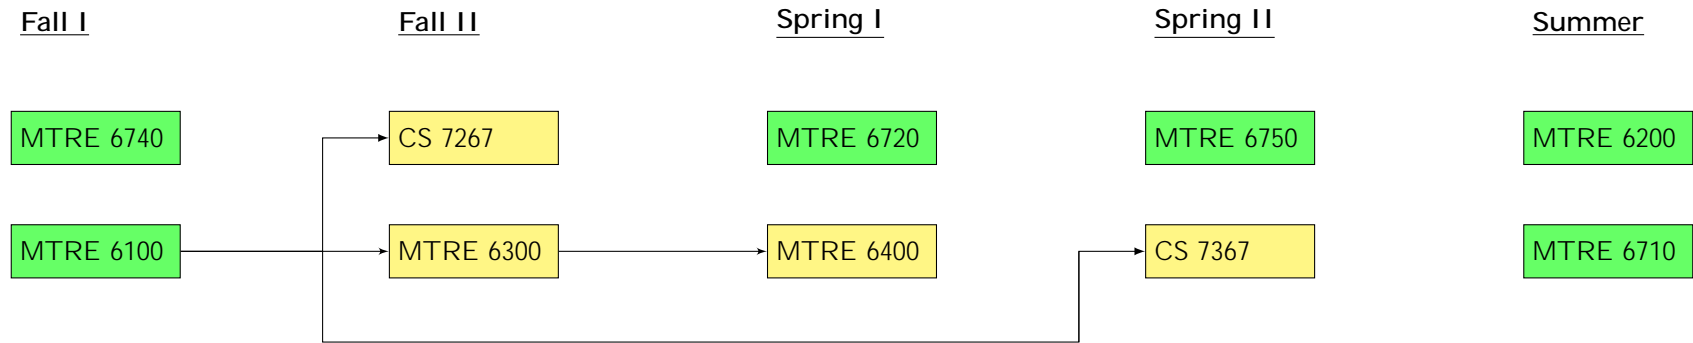 Fall I
Fall II
Spring I
Spring II
Summer
MTRE 6740
CS 7267
MTRE 6720
MTRE 6750
MTRE 6200
MTRE 6100
MTRE 6300
MTRE 6400
CS 7367
MTRE 6710